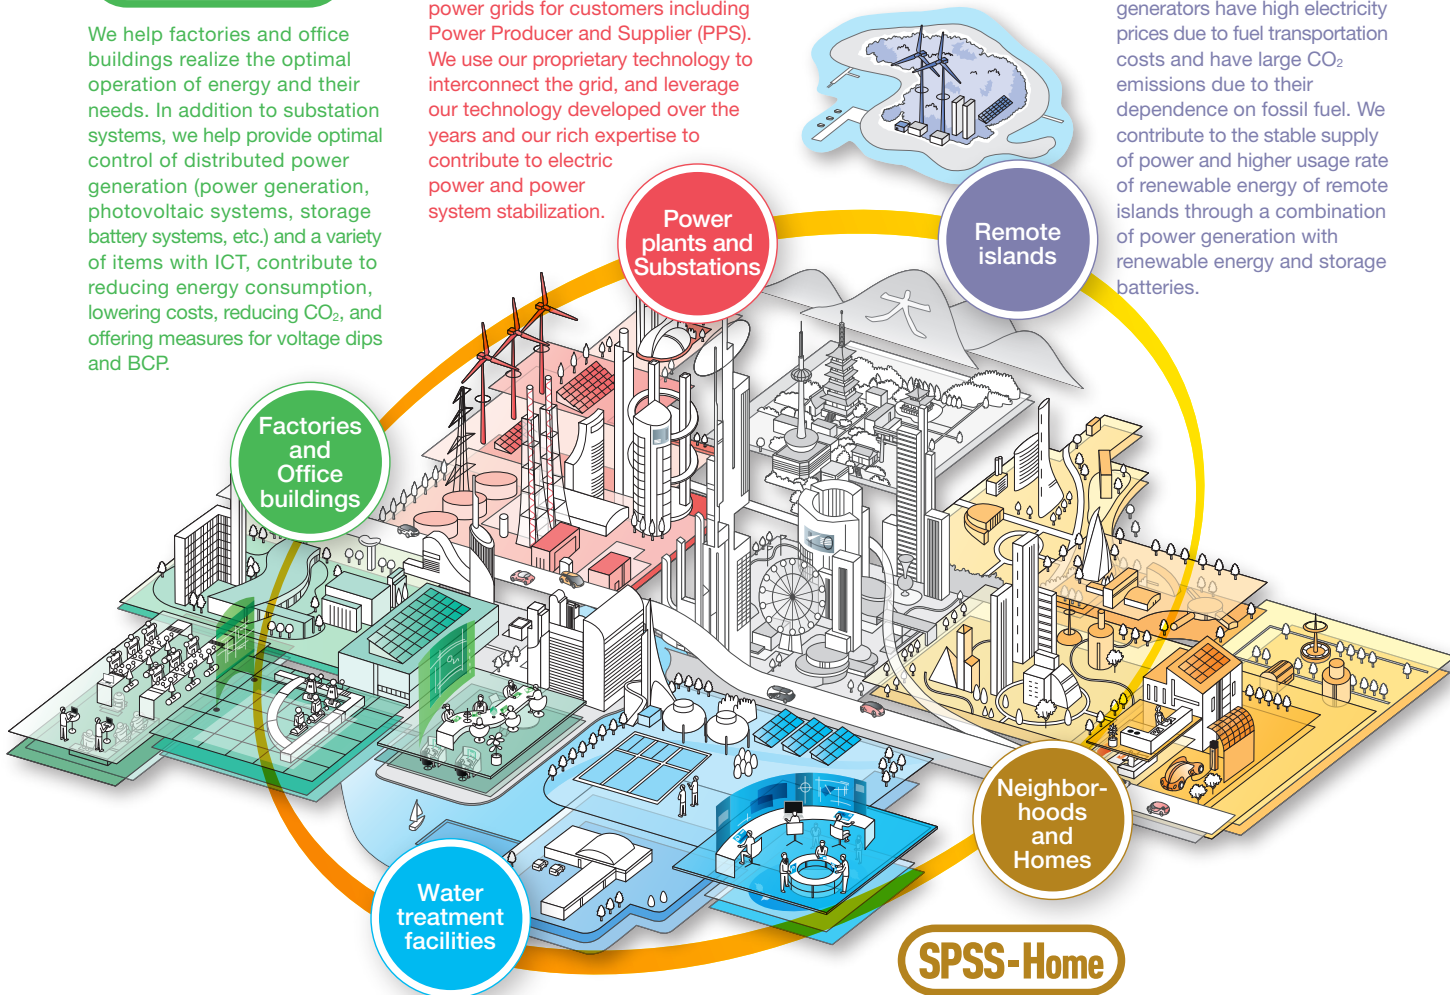 We help factories and office
buildings realize the optimal
operation of energy and their
needs. In addition to substation
systems, we help provide optimal
control of distributed power
generation (power generation,
photovoltaic systems, storage
battery systems, etc.) and a variety
of items with ICT, contribute to
reducing energy consumption,
lowering costs, reducing CO₂, and
offering measures for voltage dips
and BCP.
power grids for customers including
Power Producer and Supplier (PPS).
We use our proprietary technology to
interconnect the grid, and leverage
our technology developed over the
years and our rich expertise to
contribute to electric
power and power
system stabilization.
generators have high electricity
prices due to fuel transportation
costs and have large CO₂
emissions due to their
dependence on fossil fuel. We
contribute to the stable supply
of power and higher usage rate
of renewable energy of remote
islands through a combination
of power generation with
renewable energy and storage
batteries.
Power
plants and
Substations
Remote
islands
大
Factories
and
Office
buildings
Neighbor-
hoods
and
Homes
Water
treatment
facilities
SPSS-Home